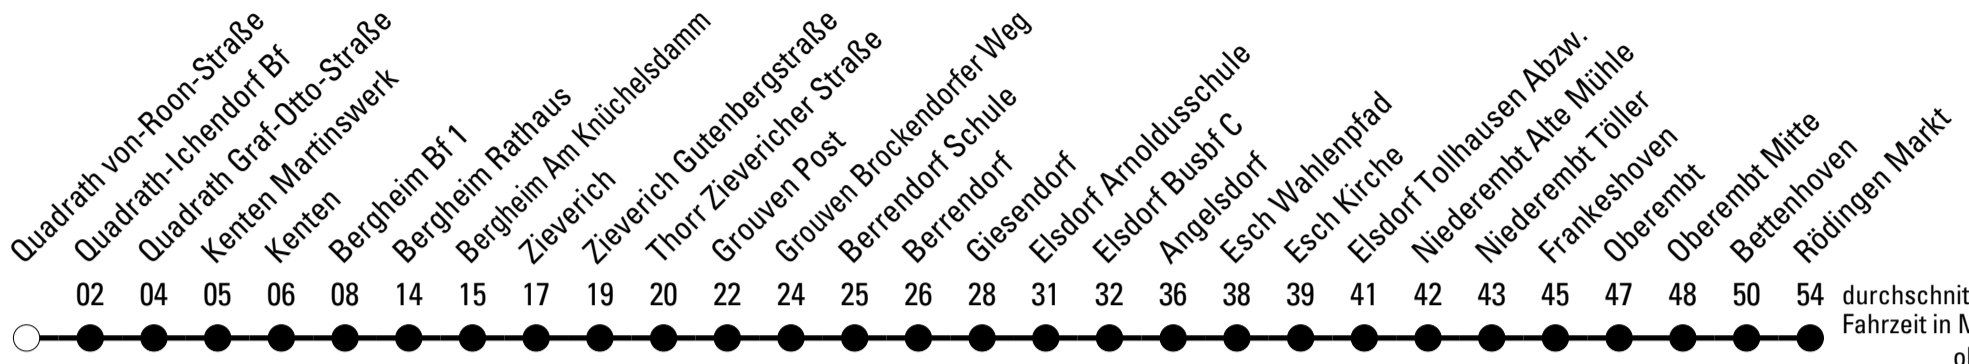 Quadrath von-Roon-Straße
Quadrath-Ichendorf Bf
Quadrath Graf-Otto-Straße
Kenten Martinswerk
Kenten
Bergheim Bf 1
Bergheim Rathaus
Bergheim Am Knüchelsdamm
Zieverich
Zieverich Gutenbergstraße
Thorr Zievericher Straße
Grouven Post
Grouven Brockendorfer Weg
Berrendorf Schule
Berrendorf
Giesendorf
Elsdorf Arnoldusschule
Elsdorf Busbf C
Angelsdorf
Esch Wahlenpfad
Esch Kirche
Elsdorf Tollhausen Abzw.
Niederembt Alte Mühle
Niederembt Töller
Frankeshoven
Oberembt
Oberembt Mitte
Bettenhoven
Rödingen Markt
02 04 05 06 08 14 15 17 19 20 22 24 25 26 28 31 32 36 38 39 41 42 43 45 47 48 50 54 durchschnit
Fahrzeit in